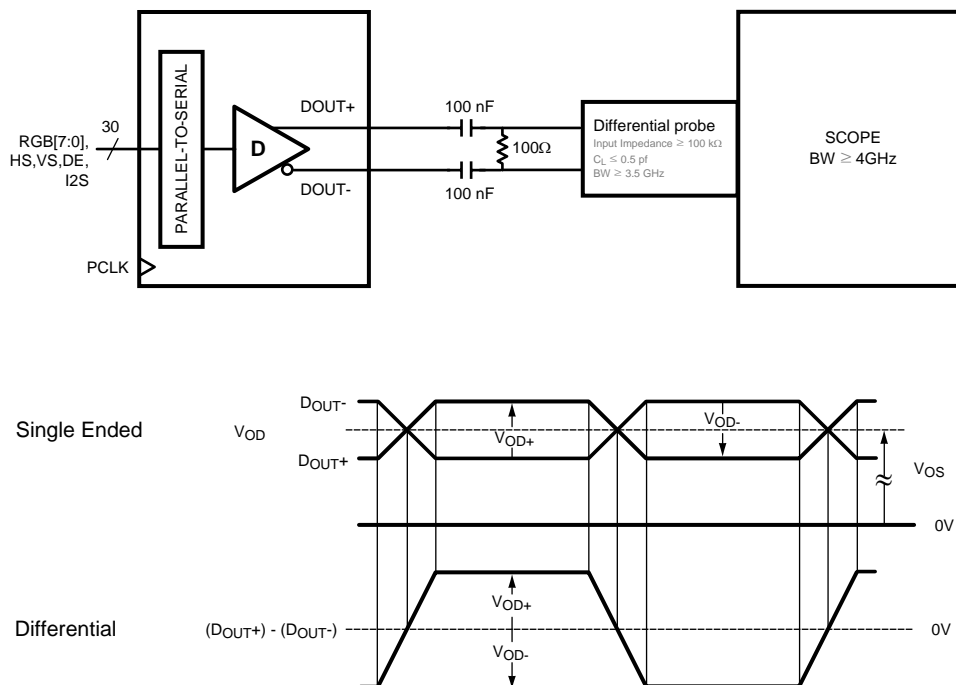 PARALLEL-TO-SERIAL
RGB[7:0],
HS,VS,DE,
I2S
30
PCLK
D
DOUT+
DOUT-
100 nF
100Ω
100 nF
Differential probe
Input Impedance ≥ 100 kΩ
CL ≤ 0.5 pf
BW ≥ 3.5 GHz
SCOPE
BW ≥ 4GHz
Single Ended
VOD
DOUT-
DOUT+
VOD+
VOD-
VOS
≈
0V
Differential
(DOUT+) - (DOUT-)
VOD+
VOD-
0V